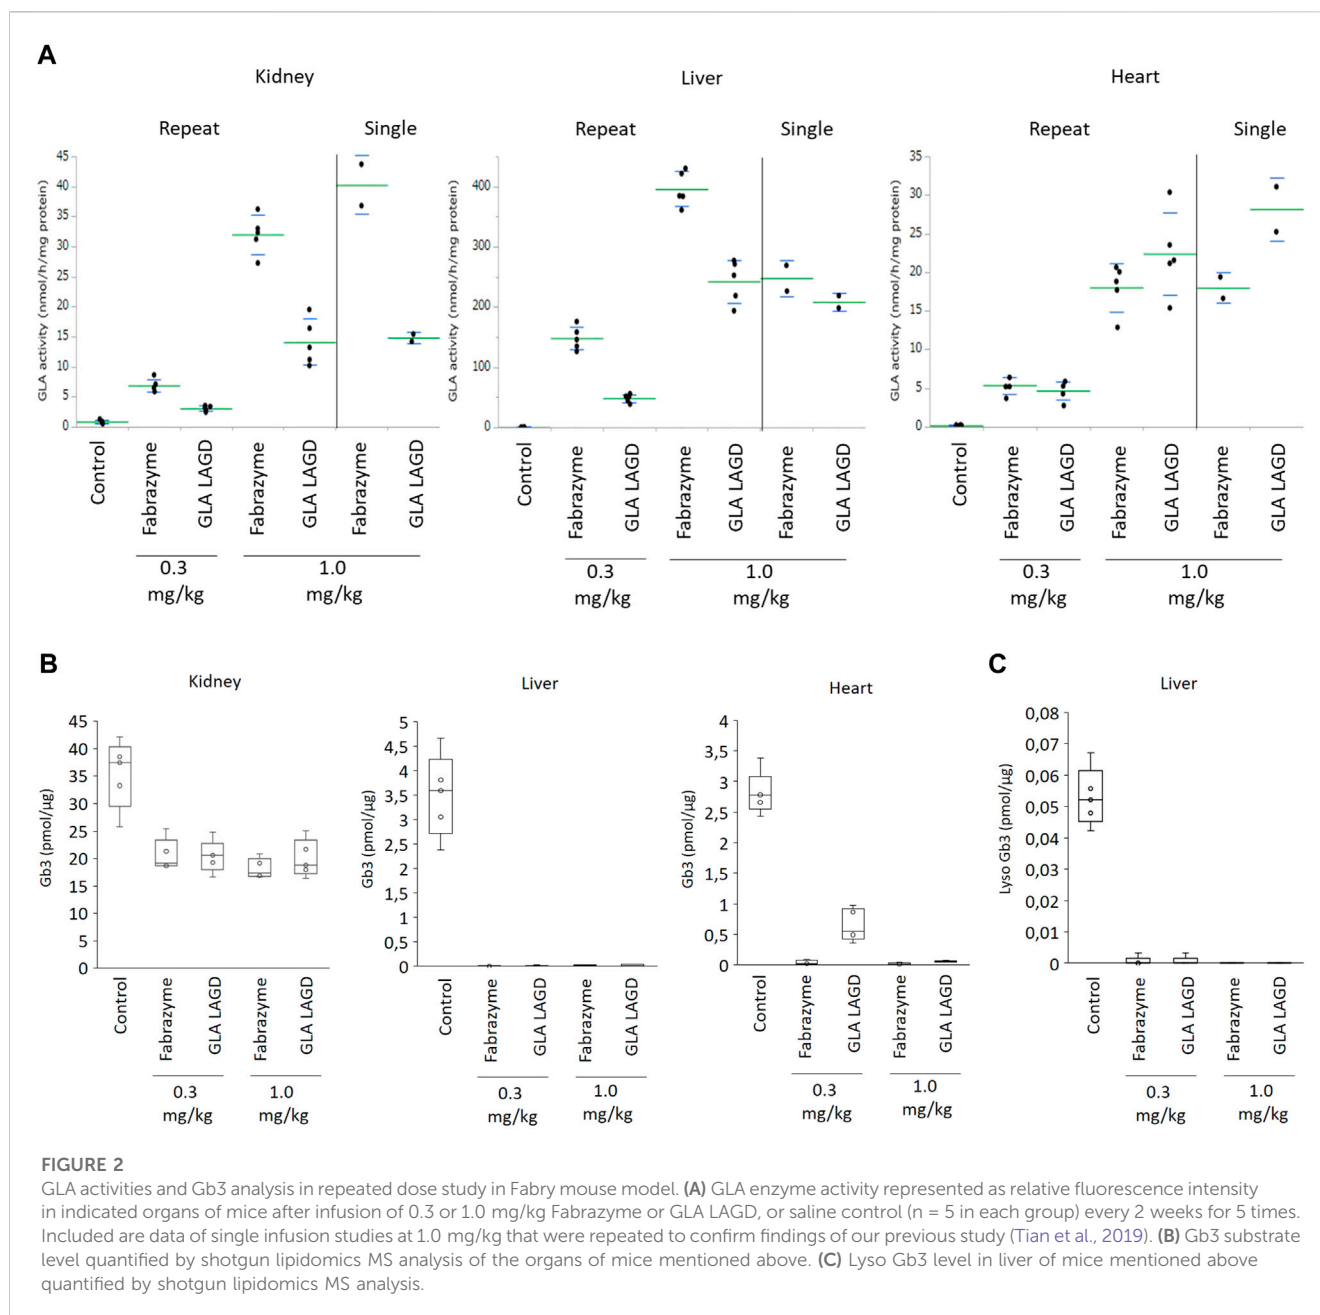 A
Kidney
Liver
Heart
Repeat
Single
Repeat
Single
Repeat
Single
GLA activity (nmol/h/mg protein)
45
40
35
30
25
20
15
10
5
0
GLA activity (nmol/h/mg protein)
400
300
200
100
0
GLA activity (nmol/h/mg protein)
35
30
25
20
15
10
5
0
Control
Fabrazyme
GLA LAGD
Fabrazyme
GLA LAGD
Fabrazyme
GLA LAGD
0.3
mg/kg
1.0
mg/kg
Control
Fabrazyme
GLA LAGD
Fabrazyme
GLA LAGD
Fabrazyme
GLA LAGD
0.3
mg/kg
1.0
mg/kg
Control
Fabrazyme
GLA LAGD
Fabrazyme
GLA LAGD
Fabrazyme
GLA LAGD
0.3
mg/kg
1.0
mg/kg
B
Kidney
Gb3 (pmol/µg)
45
40
35
30
25
20
15
10
5
0
Control
Fabrazyme
GLA LAGD
Fabrazyme
GLA LAGD
0.3
mg/kg
1.0
mg/kg
Liver
Gb3 (pmol/µg)
5
4,5
4
3,5
3
2,5
2
1,5
1
0,5
0
Control
Fabrazyme
GLA LAGD
Fabrazyme
GLA LAGD
0.3
mg/kg
1.0
mg/kg
Heart
Gb3 (pmol/µg)
4
3,5
3
2,5
2
1,5
1
0,5
0
Control
Fabrazyme
GLA LAGD
Fabrazyme
GLA LAGD
0.3
mg/kg
1.0
mg/kg
C
Liver
Lyso Gb3 (pmol/µg)
0,08
0,07
0,06
0,05
0,04
0,03
0,02
0,01
0
Control
Fabrazyme
GLA LAGD
Fabrazyme
GLA LAGD
0.3
mg/kg
1.0
mg/kg
FIGURE 2
GLA activities and Gb3 analysis in repeated dose study in Fabry mouse model. (A) GLA enzyme activity represented as relative fluorescence intensity
in indicated organs of mice after infusion of 0.3 or 1.0 mg/kg Fabrazyme or GLA LAGD, or saline control (n = 5 in each group) every 2 weeks for 5 times.
Included are data of single infusion studies at 1.0 mg/kg that were repeated to confirm findings of our previous study (Tian et al., 2019). (B) Gb3 substrate
level quantified by shotgun lipidomics MS analysis of the organs of mice mentioned above. (C) Lyso Gb3 level in liver of mice mentioned above
quantified by shotgun lipidomics MS analysis.